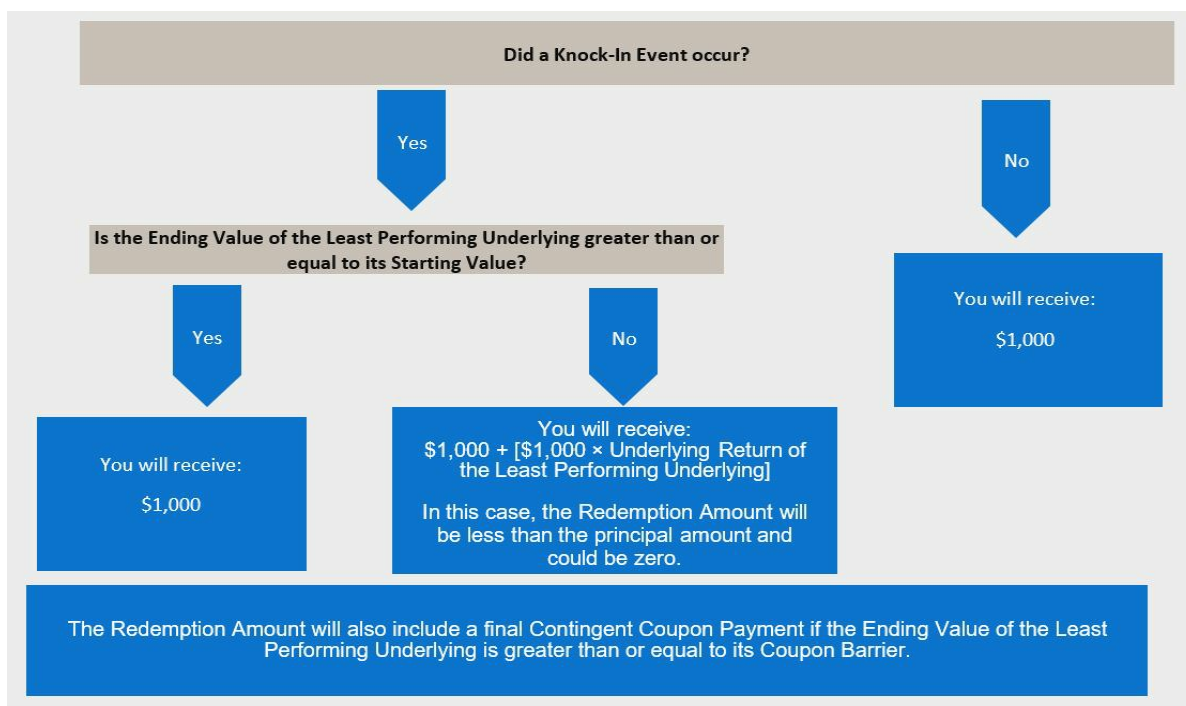 Did a Knock-In Event occur?
Yes
No
Is the Ending Value of the Least Performing Underlying greater than or
equal to its Starting Value?
Yes
No
You will receive:
$1,000
You will receive:
$1,000
You will receive:
$1,000 + [$1,000 × Underlying Return of
the Least Performing Underlying]
In this case, the Redemption Amount will
be less than the principal amount and
could be zero.
The Redemption Amount will also include a final Contingent Coupon Payment if the Ending Value of the Least
Performing Underlying is greater than or equal to its Coupon Barrier.